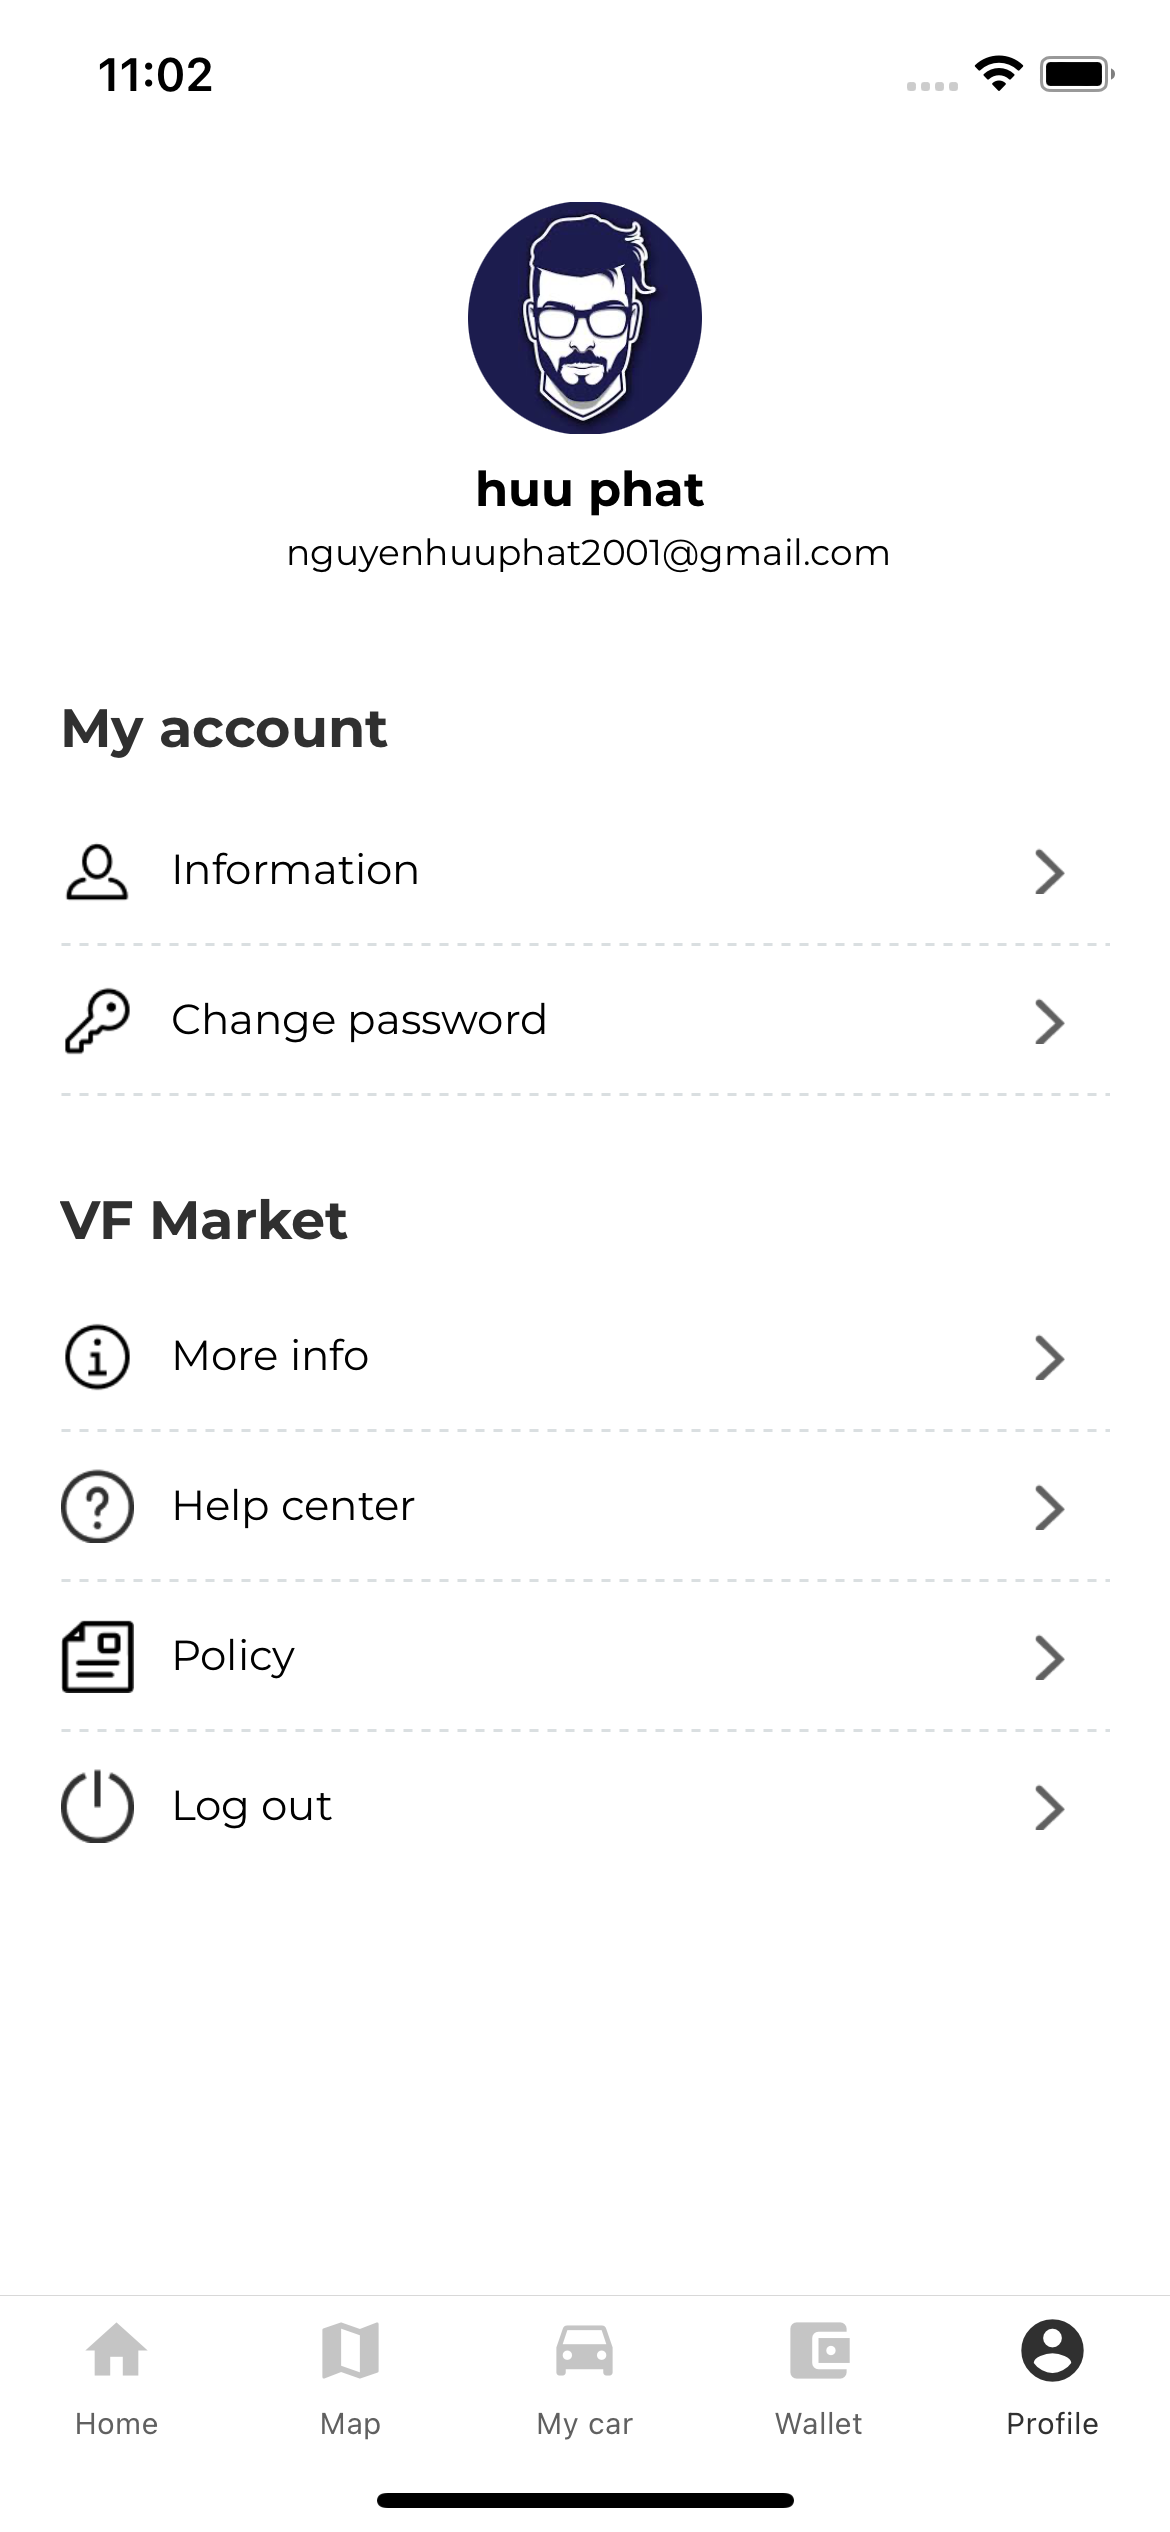 11:02
huu phat
nguyenhuuphat2001@gmail.com
My account
Information
Change password
VF Market
More info
Help center
Policy
Log out
Home
Map
My car
Wallet
Profile